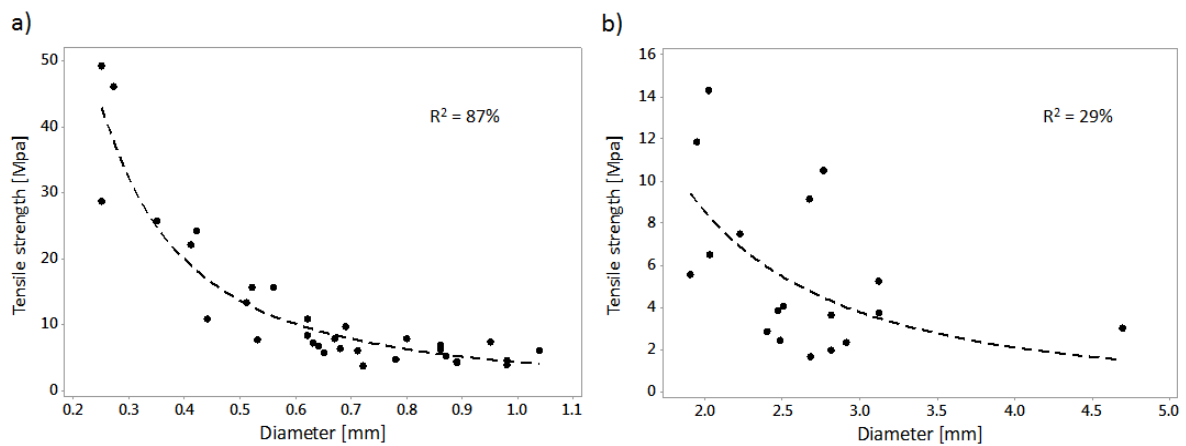 a)
Tensile strength [Mpa]
50
40
30
20
10
0
R² = 87%
0.2 0.3 0.4 0.5 0.6 0.7 0.8 0.9 1.0 1.1
Diameter [mm]
b)
Tensile strength [Mpa]
16
14
12
10
8
6
4
2
0
R² = 29%
2.0 2.5 3.0 3.5 4.0 4.5 5.0
Diameter [mm]